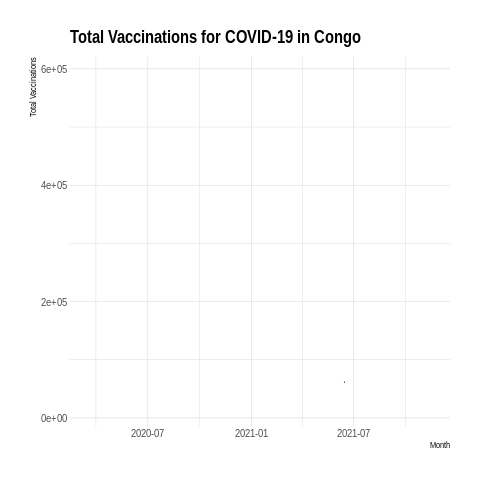 Total Vaccinations for COVID-19 in Congo
Total Vaccinations
6e+05
4e+05
2e+05
0e+00
2020-07 2021-01 2021-07
Month